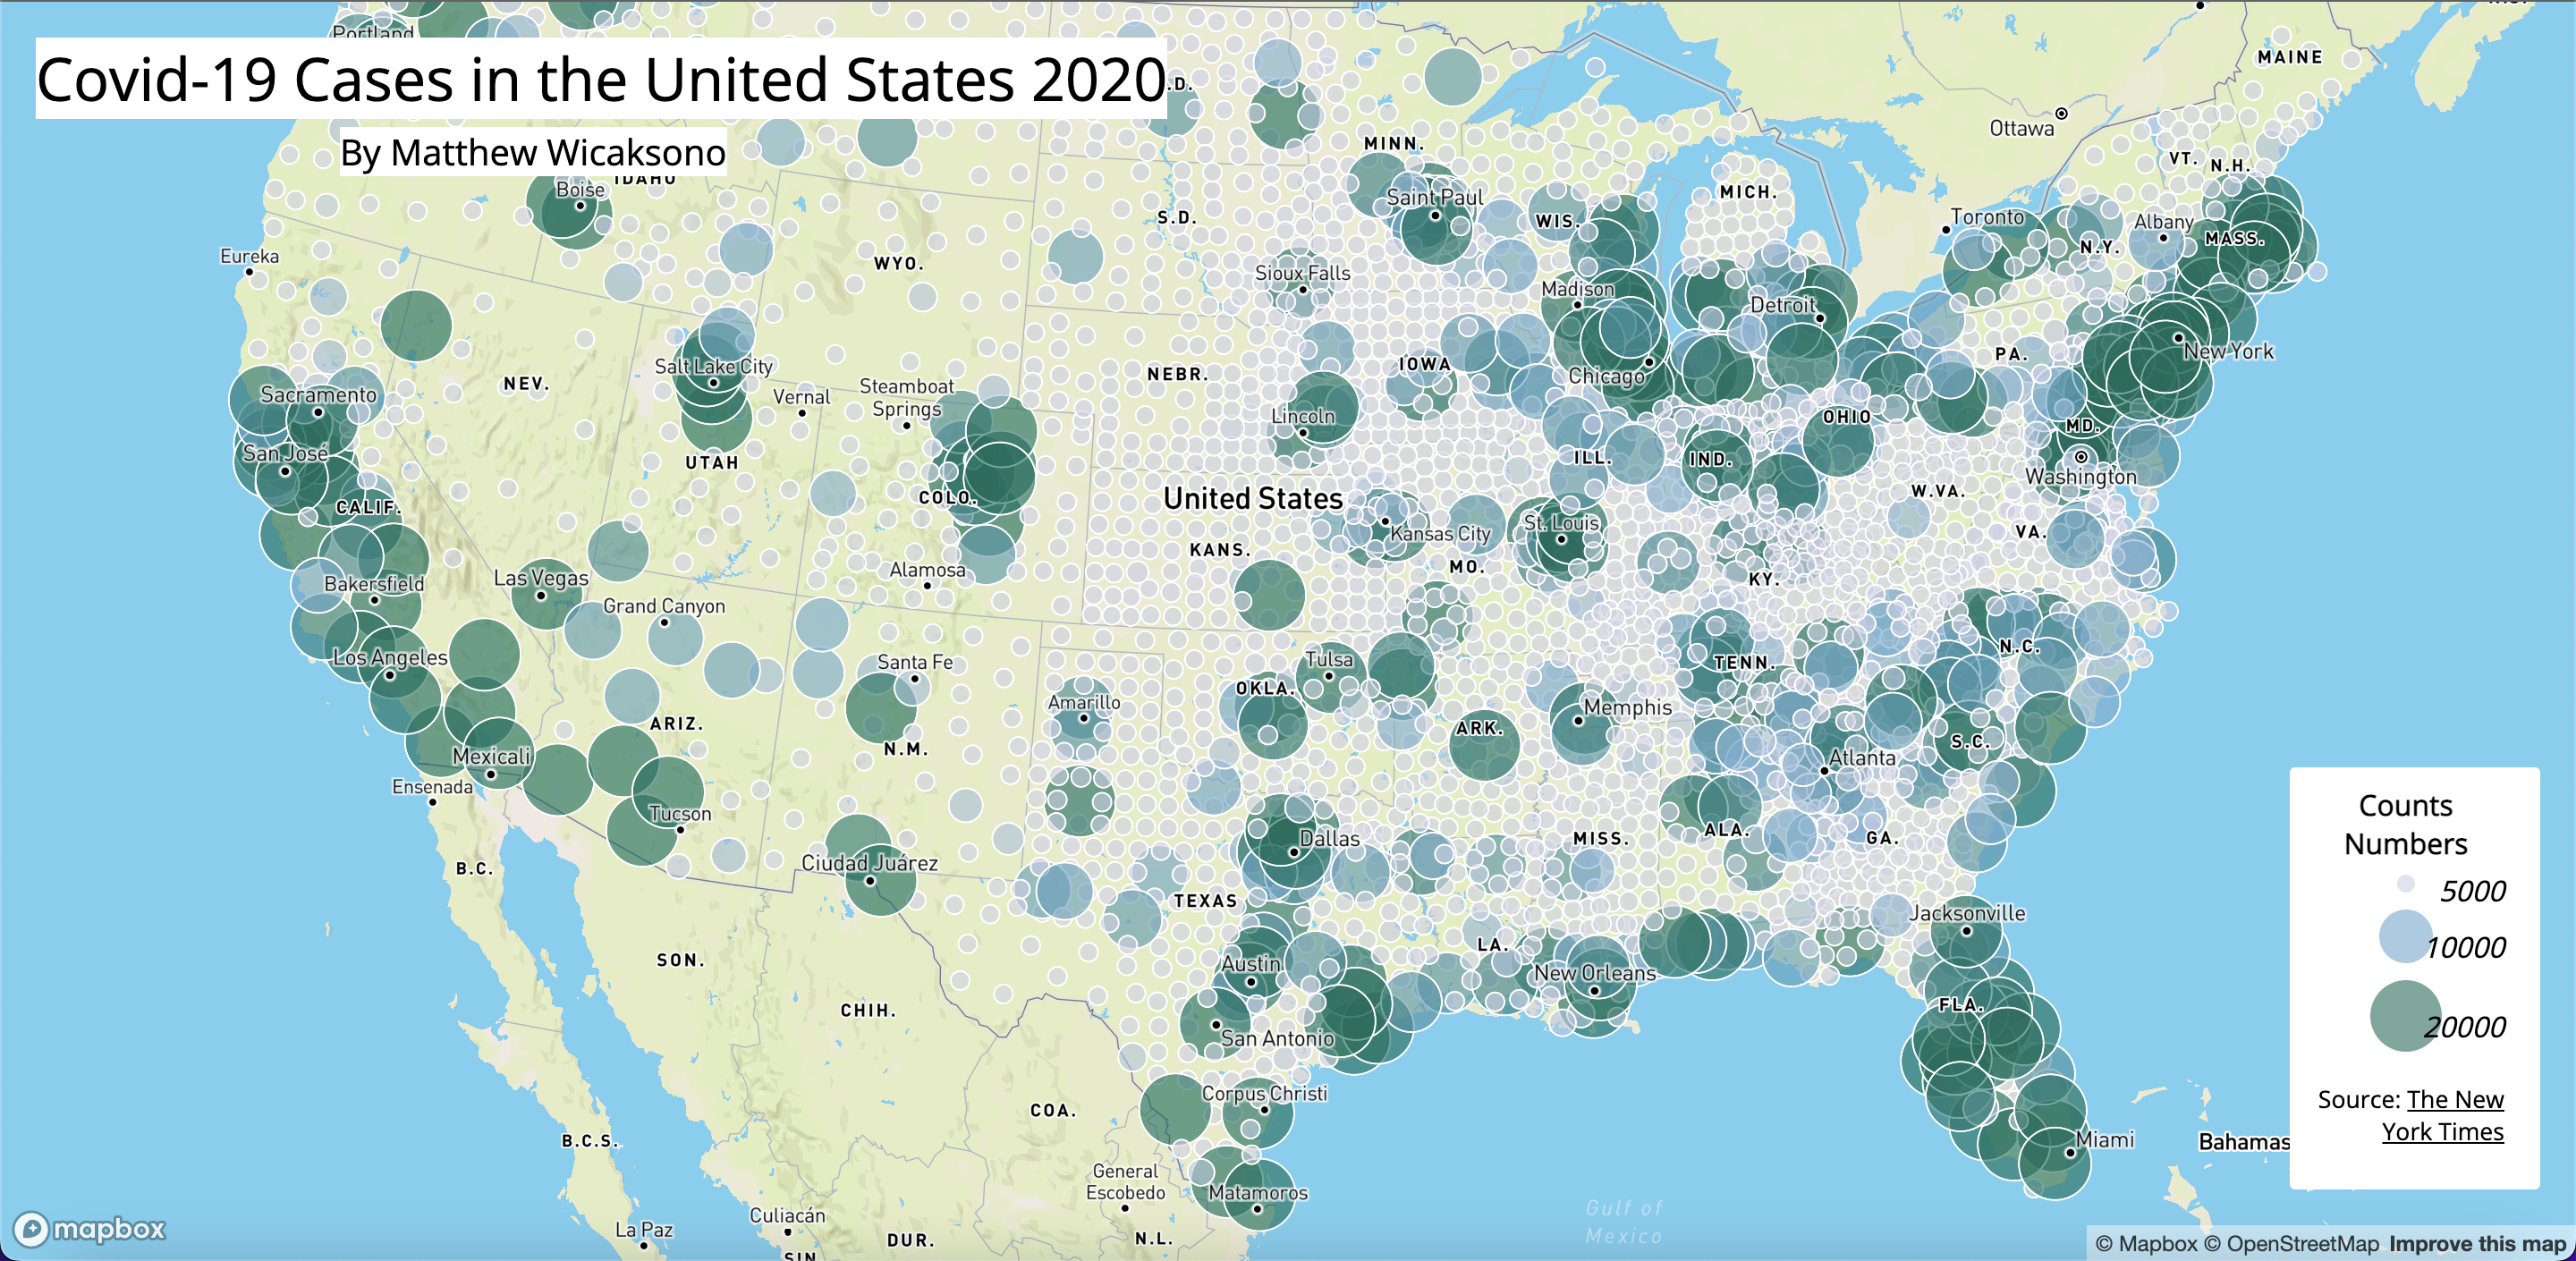 Portland
Covid-19 Cases in the United States 2020
.D.
MAINE
Ottawa
By Matthew Wicaksono
MINN.
VT.
N.H.
IDAHO
Boise
MICH.
Saint Paul
S.D.
WIS.
Toronto
Albany
MASS.
N.Y.
Eureka
WYO.
Sioux Falls
Madison
Detroit
New York
PA.
Chicago
IOWA
Salt Lake City
NEBR.
NEV.
Steamboat
Springs
Vernal
Sacramento
Lincoln
OHIO
MD.
San José
UTAH
ILL.
IND.
Washington
COLO.
United States
W.VA.
CALIF.
St. Louis
Kansas City
VA.
KANS.
MO.
Alamosa
KY.
Las Vegas
Bakersfield
Grand Canyon
N.C.
Los Angeles
Santa Fe
Tulsa
TENN.
OKLA.
Amarillo
Memphis
ARIZ.
ARK.
N.M.
S.C.
Mexicali
Atlanta
Ensenada
Tucson
Dallas
MISS.
ALA.
GA.
Ciudad Juárez
B.C.
TEXAS
Jacksonville
LA.
SON.
Austin
New Orleans
CHIH.
FLA.
San Antonio
Corpus Christi
COA.
B.C.S.
Miami
Bahamas
General
Escobedo
Matamoros
Culiacán
La Paz
DUR.
N.L.
SIN
Gulf of
Mexico
Counts
Numbers
5000
10000
20000
Source: The New
York Times
mapbox
© Mapbox © OpenStreetMap Improve this map